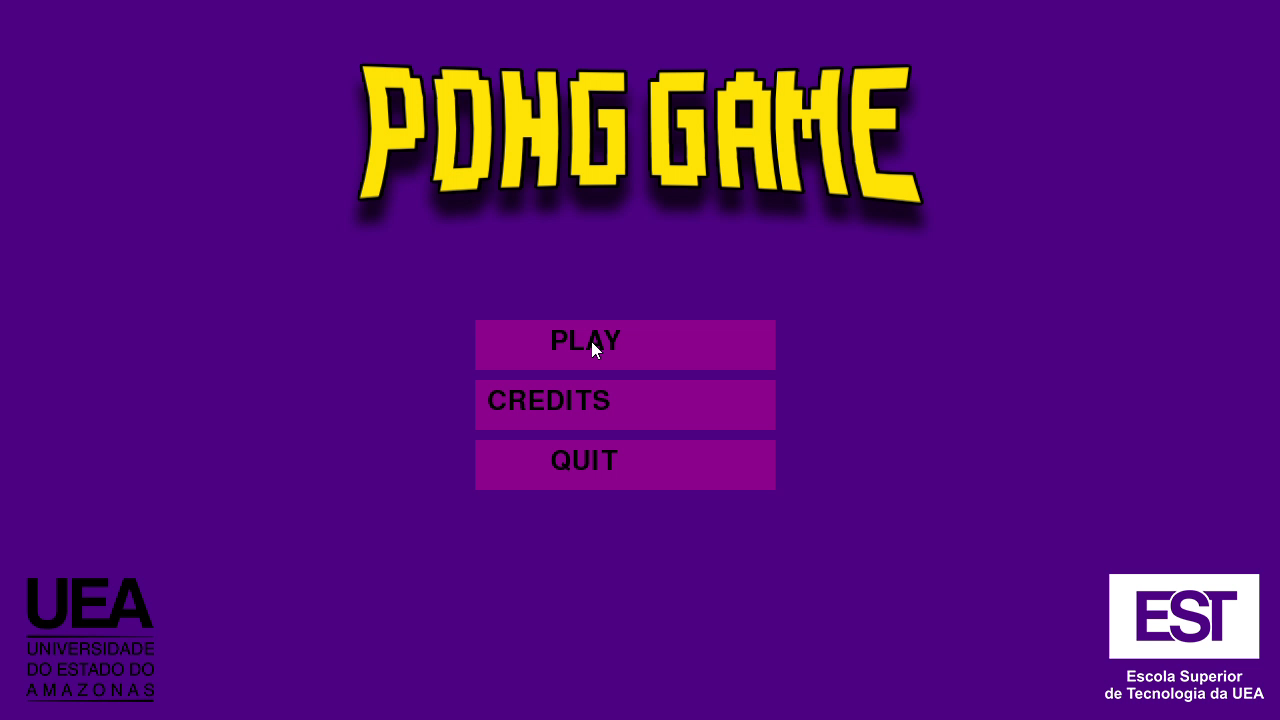 PONG GAME
PLAY
CREDITS
QUIT
UEA
UNIVERSIDADE
DO ESTADO DO
AMAZONAS
EST
Escola Superior
de Tecnologia da UEA